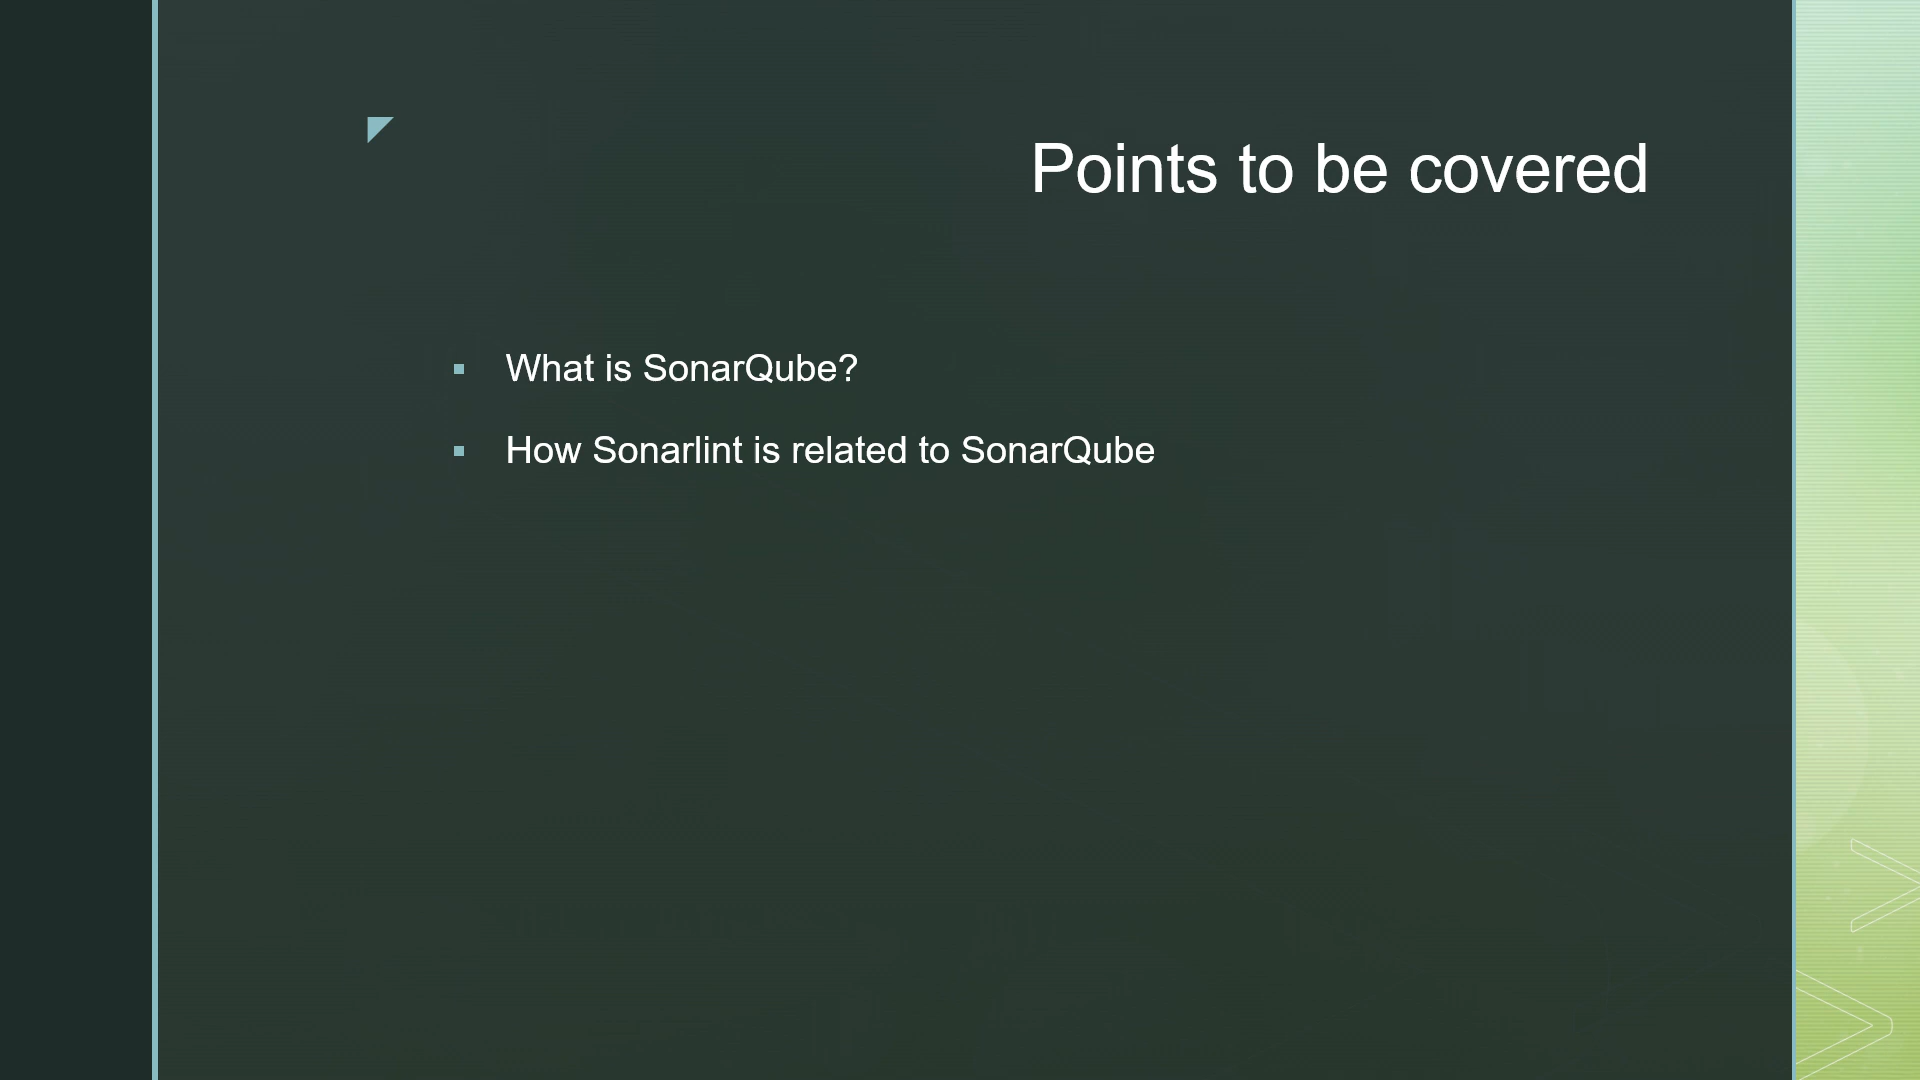 Points to be covered
What is SonarQube?
How Sonarlint is related to SonarQube